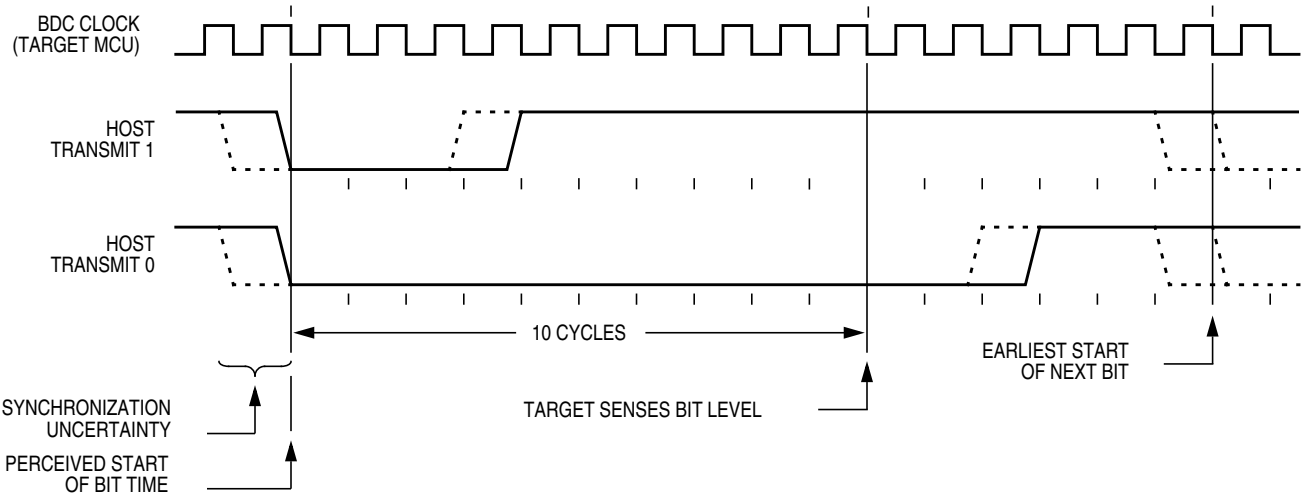 BDC CLOCK
(TARGET MCU)
HOST
TRANSMIT 1
HOST
TRANSMIT 0
10 CYCLES
EARLIEST START
OF NEXT BIT
TARGET SENSES BIT LEVEL
SYNCHRONIZATION
UNCERTAINTY
PERCEIVED START
OF BIT TIME